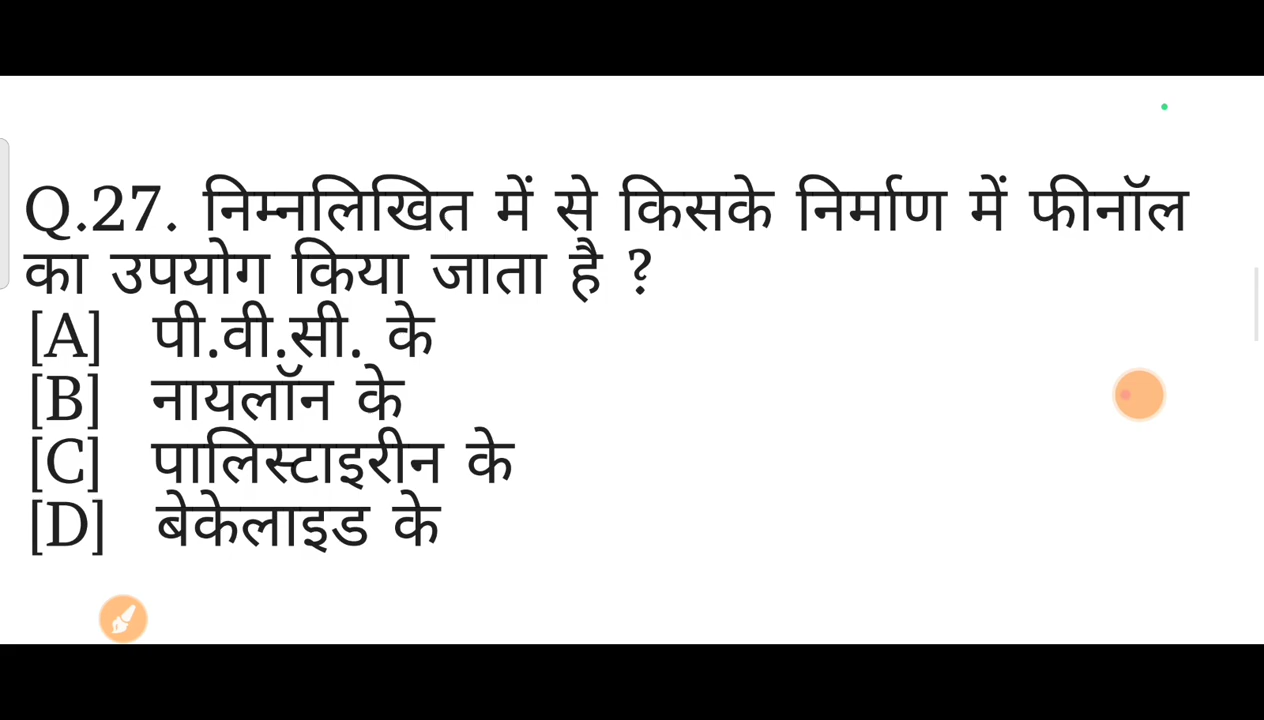 Q.27. निम्नलिखित में से किसके निर्माण में फीनॉल
का उपयोग किया जाता है ?
[A] पी.वी.सी. के
[B] नायलॉन के
[C] पालिस्टाइरीन के
[D] बेकेलाइड के